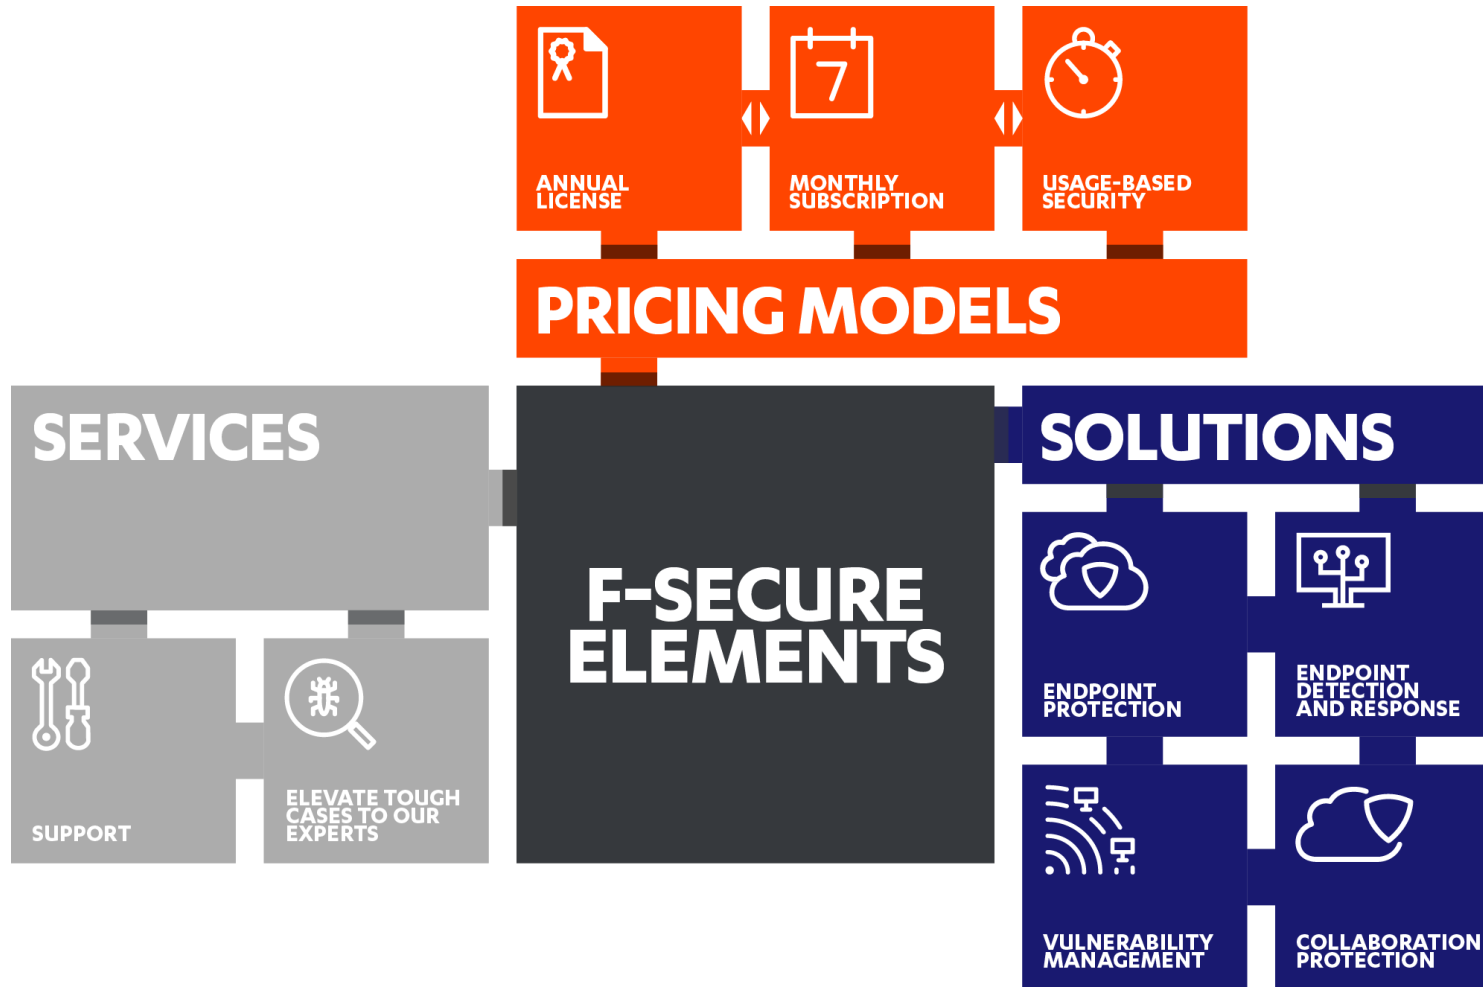 ANNUAL
LICENSE
MONTHLY
SUBSCRIPTION
USAGE-BASED
SECURITY
7
PRICING MODELS
SERVICES
SUPPORT
ELEVATE TOUGH
CASES TO OUR
EXPERTS
F-SECURE
ELEMENTS
SOLUTIONS
ENDPOINT
PROTECTION
ENDPOINT
DETECTION
AND RESPONSE
VULNERABILITY
MANAGEMENT
COLLABORATION
PROTECTION